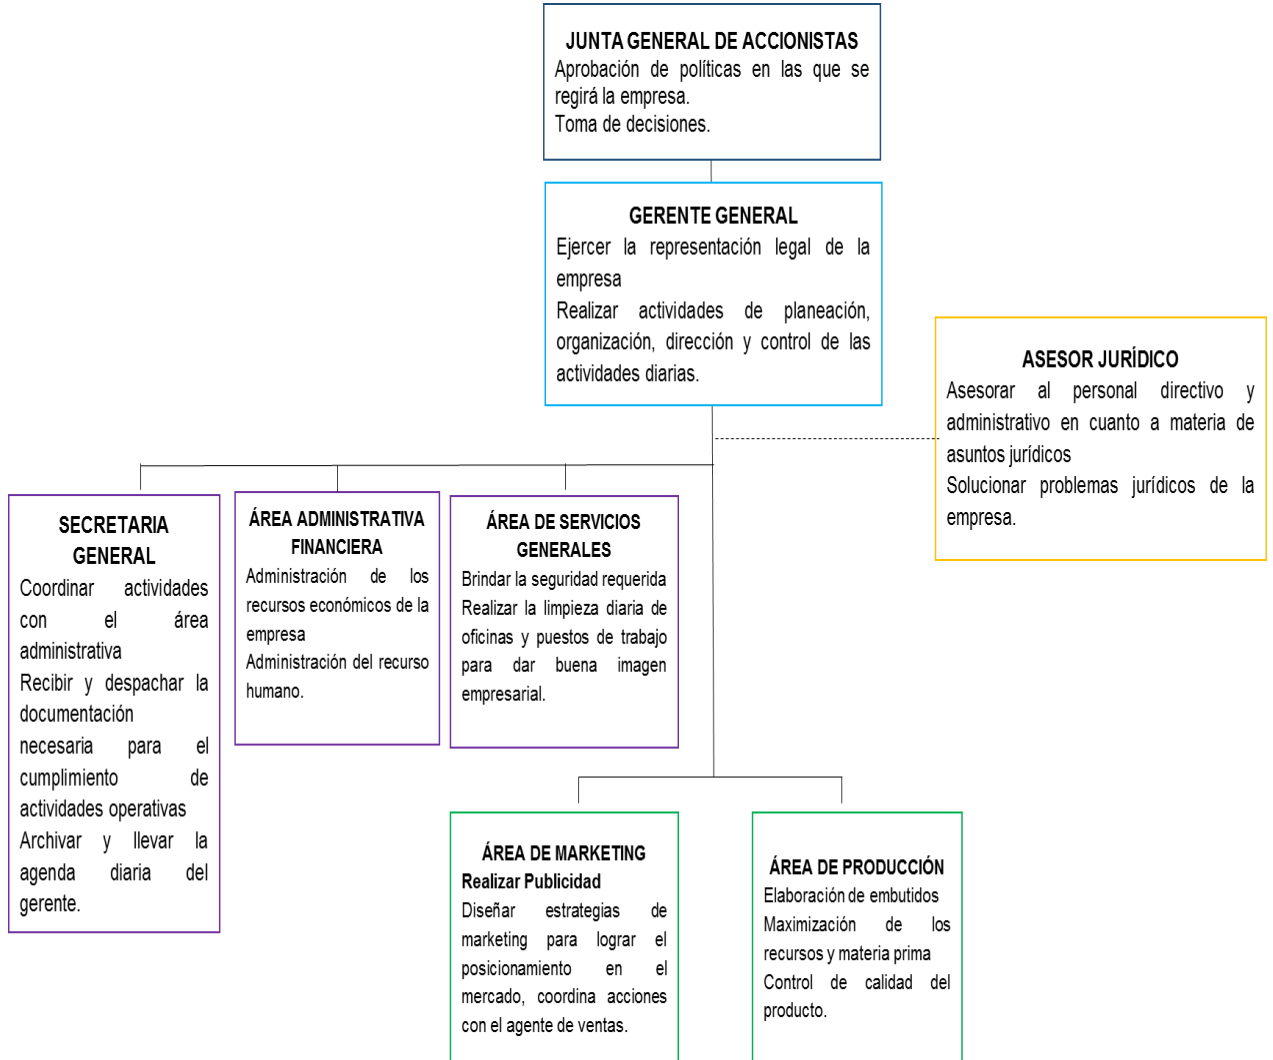 JUNTA GENERAL DE ACCIONISTAS
Aprobación de políticas en las que se
regirá la empresa.
Toma de decisiones.
GERENTE GENERAL
Ejercer la representación legal de la
empresa
Realizar actividades de planeación,
organización, dirección y control de las
actividades diarias.
ASESOR JURÍDICO
Asesorar al personal directivo y
administrativo en cuanto a materia de
asuntos jurídicos
Solucionar problemas jurídicos de la
empresa.
SECRETARIA
GENERAL
Coordinar actividades
con el área
administrativa
Recibir y despachar la
documentación
necesaria para el
cumplimiento de
actividades operativas
Archivar y llevar la
agenda diaria del
gerente.
ÁREA ADMINISTRATIVA
FINANCIERA
Administración de los
recursos económicos de la
empresa
Administración del recurso
humano.
ÁREA DE SERVICIOS
GENERALES
Brindar la seguridad requerida
Realizar la limpieza diaria de
oficinas y puestos de trabajo
para dar buena imagen
empresarial.
ÁREA DE MARKETING
Realizar Publicidad
Diseñar estrategias de
marketing para lograr el
posicionamiento en el
mercado, coordina acciones
con el agente de ventas.
ÁREA DE PRODUCCIÓN
Elaboración de embutidos
Maximización de los
recursos y materia prima
Control de calidad del
producto.